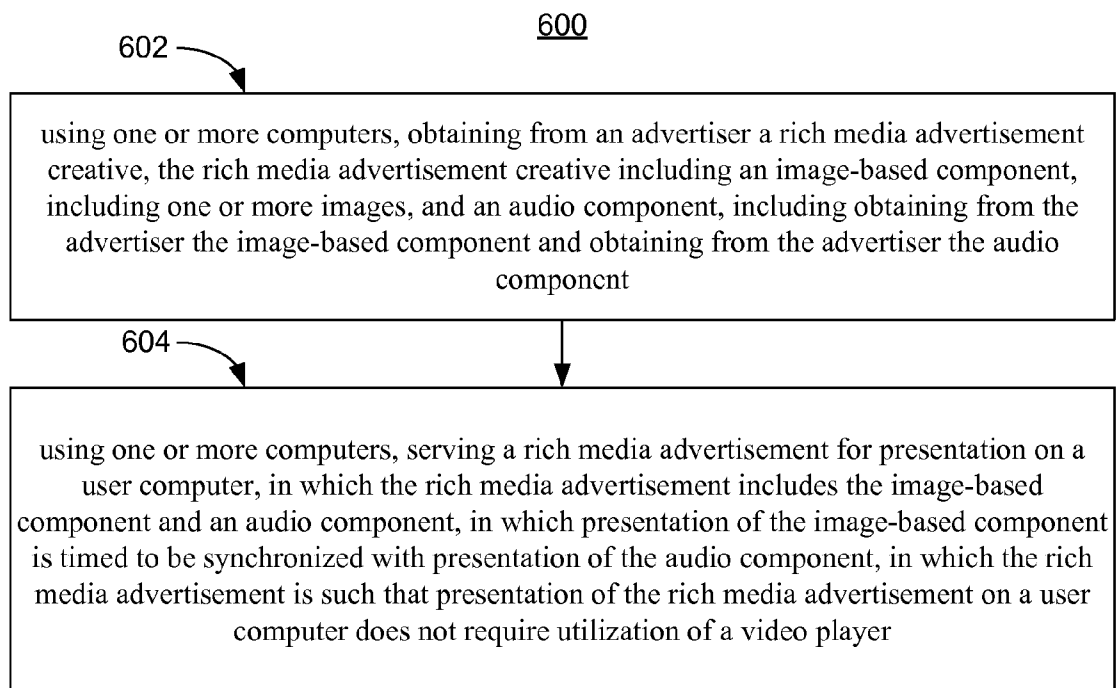 600
602
using one or more computers, obtaining from an advertiser a rich media advertisement
creative, the rich media advertisement creative including an image-based component,
including one or more images, and an audio component, including obtaining from the
advertiser the image-based component and obtaining from the advertiser the audio
component
604
using one or more computers, serving a rich media advertisement for presentation on a
user computer, in which the rich media advertisement includes the image-based
component and an audio component, in which presentation of the image-based component
is timed to be synchronized with presentation of the audio component, in which the rich
media advertisement is such that presentation of the rich media advertisement on a user
computer does not require utilization of a video player